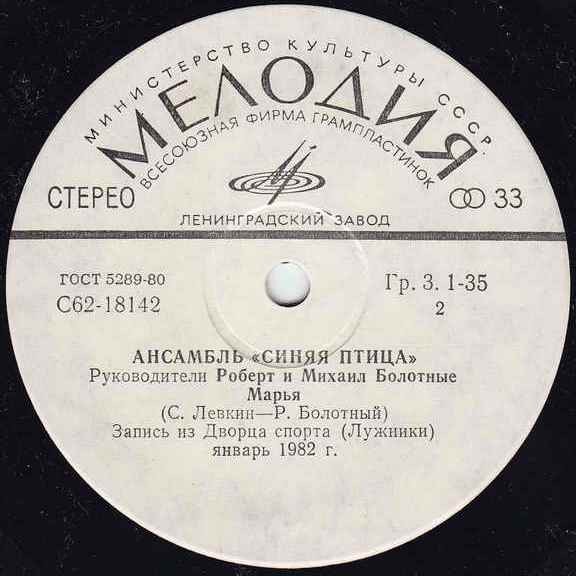 МИНИСТЕРСТВО КУЛЬТУРЫ СССР.
МЕЛОДИЯ
ВСЕСОЮЗНАЯ ФИРМА ГРАМПЛАСТИНОК
СТЕРЕО
33
ЛЕНИНГРАДСКИЙ ЗАВОД
ГОСТ 5289-80
С62-18142
Гр. 3. 1-35
2
АНСАМБЛЬ «СИНЯЯ ПТИЦА»
Руководители Роберт и Михаил Болотные
Марья
(С. Левкин—Р. Болотный)
Запись из Дворца спорта (Лужники)
январь 1982 г.